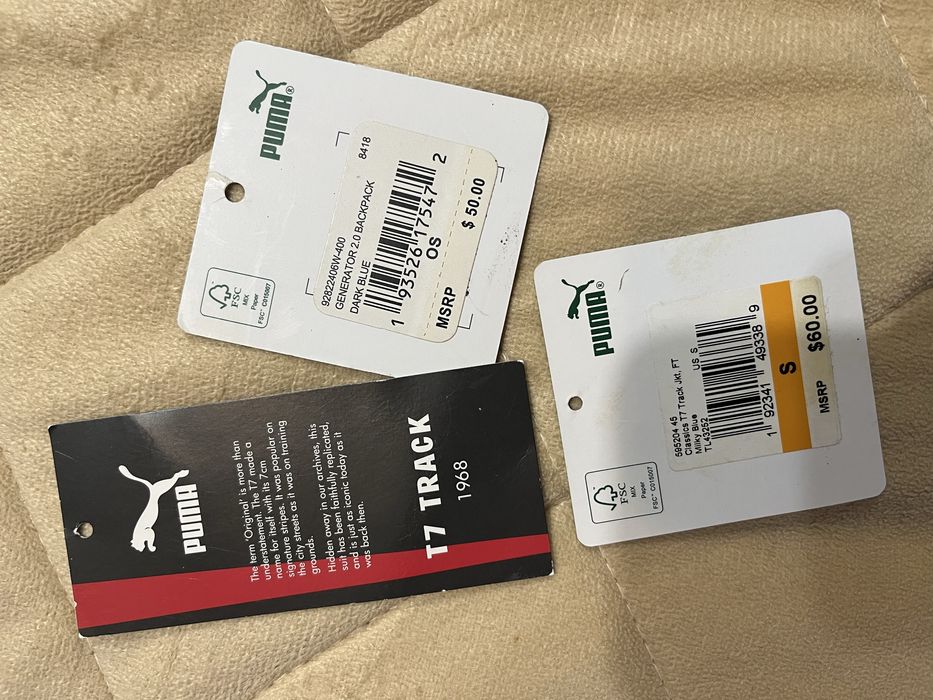 PUMA®
FSC
MIX
Paper
FSC™ C015007
92822406W-400 8418
GENERATOR 2.0 BACKPACK
DARK BLUE
1 93526 17547 2
OS
MSRP $ 50.00
PUMA®
FSC
MIX
Paper
FSC™ C015007
595204 45
Classics T7 Track Jkt, FT
Milky Blue US S
TL43252
1 92341 49338 9
S
MSRP $60.00
PUMA®
The term 'Original' is more than
understatement. The T7 made a
name for itself with its 7cm
signature stripes. It was popular on
the city streets as it was on training
grounds.
Hidden away in our archives, this
suit has been faithfully replicated,
and is just as iconic today as it
was back then.
T7 TRACK
1968